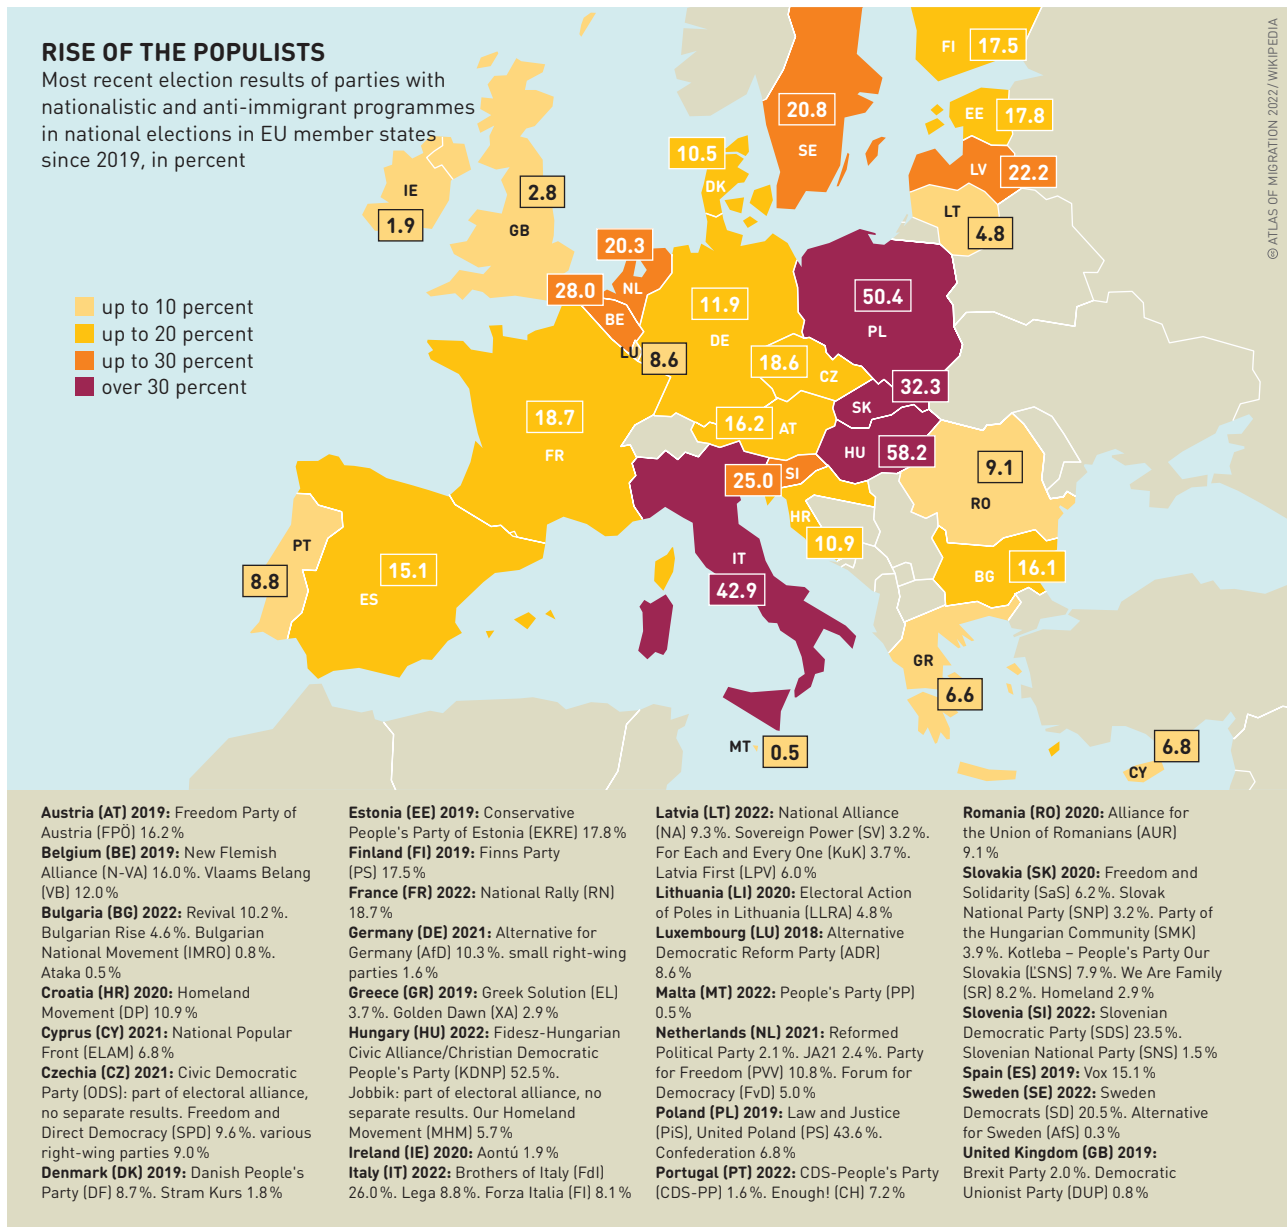 RISE OF THE POPULISTS
Most recent election results of parties with
nationalistic and anti-immigrant programmes
in national elections in EU member states
since 2019, in percent
© ATLAS OF MIGRATION 2022 / WIKIPEDIA
up to 10 percent
up to 20 percent
up to 30 percent
over 30 percent
FI 17.5
20.8
SE
EE 17.8
10.5
DK
LV 22.2
IE
1.9
2.8
GB
LT
4.8
20.3
NL
28.0
BE
11.9
DE
50.4
PL
LU 8.6
18.6
CZ
32.3
SK
18.7
FR
16.2 AT
HU 58.2
25.0 SI
9.1
RO
HR
10.9
PT
8.8
15.1
ES
IT
42.9
BG 16.1
GR
6.6
MT 0.5
6.8
CY
Austria (AT) 2019: Freedom Party of
Austria (FPÖ) 16.2 %
Belgium (BE) 2019: New Flemish
Alliance (N-VA) 16.0 %. Vlaams Belang
(VB) 12.0 %
Bulgaria (BG) 2022: Revival 10.2 %.
Bulgarian Rise 4.6 %. Bulgarian
National Movement (IMRO) 0.8 %.
Ataka 0.5 %
Croatia (HR) 2020: Homeland
Movement (DP) 10.9 %
Cyprus (CY) 2021: National Popular
Front (ELAM) 6.8 %
Czechia (CZ) 2021: Civic Democratic
Party (ODS): part of electoral alliance,
no separate results. Freedom and
Direct Democracy (SPD) 9.6 %. various
right-wing parties 9.0 %
Denmark (DK) 2019: Danish People's
Party (DF) 8.7 %. Stram Kurs 1.8 %
Estonia (EE) 2019: Conservative
People's Party of Estonia (EKRE) 17.8 %
Finland (FI) 2019: Finns Party
(PS) 17.5 %
France (FR) 2022: National Rally (RN)
18.7 %
Germany (DE) 2021: Alternative for
Germany (AfD) 10.3 %. small right-wing
parties 1.6 %
Greece (GR) 2019: Greek Solution (EL)
3.7 %. Golden Dawn (XA) 2.9 %
Hungary (HU) 2022: Fidesz-Hungarian
Civic Alliance/Christian Democratic
People's Party (KDNP) 52.5 %.
Jobbik: part of electoral alliance, no
separate results. Our Homeland
Movement (MHM) 5.7 %
Ireland (IE) 2020: Aontú 1.9 %
Italy (IT) 2022: Brothers of Italy (FdI)
26.0 %. Lega 8.8 %. Forza Italia (FI) 8.1 %
Latvia (LT) 2022: National Alliance
(NA) 9.3 %. Sovereign Power (SV) 3.2 %.
For Each and Every One (KuK) 3.7 %.
Latvia First (LPV) 6.0 %
Lithuania (LI) 2020: Electoral Action
of Poles in Lithuania (LLRA) 4.8 %
Luxembourg (LU) 2018: Alternative
Democratic Reform Party (ADR)
8.6 %
Malta (MT) 2022: People's Party (PP)
0.5 %
Netherlands (NL) 2021: Reformed
Political Party 2.1 %. JA21 2.4 %. Party
for Freedom (PVV) 10.8 %. Forum for
Democracy (FvD) 5.0 %
Poland (PL) 2019: Law and Justice
(PiS), United Poland (PS) 43.6 %.
Confederation 6.8 %
Portugal (PT) 2022: CDS-People's Party
(CDS-PP) 1.6 %. Enough! (CH) 7.2 %
Romania (RO) 2020: Alliance for
the Union of Romanians (AUR)
9.1 %
Slovakia (SK) 2020: Freedom and
Solidarity (SaS) 6.2 %. Slovak
National Party (SNP) 3.2 %. Party of
the Hungarian Community (SMK)
3.9 %. Kotleba – People's Party Our
Slovakia (ĽSNS) 7.9 %. We Are Family
(SR) 8.2 %. Homeland 2.9 %
Slovenia (SI) 2022: Slovenian
Democratic Party (SDS) 23.5 %.
Slovenian National Party (SNS) 1.5 %
Spain (ES) 2019: Vox 15.1 %
Sweden (SE) 2022: Sweden
Democrats (SD) 20.5 %. Alternative
for Sweden (AfS) 0.3 %
United Kingdom (GB) 2019:
Brexit Party 2.0 %. Democratic
Unionist Party (DUP) 0.8 %